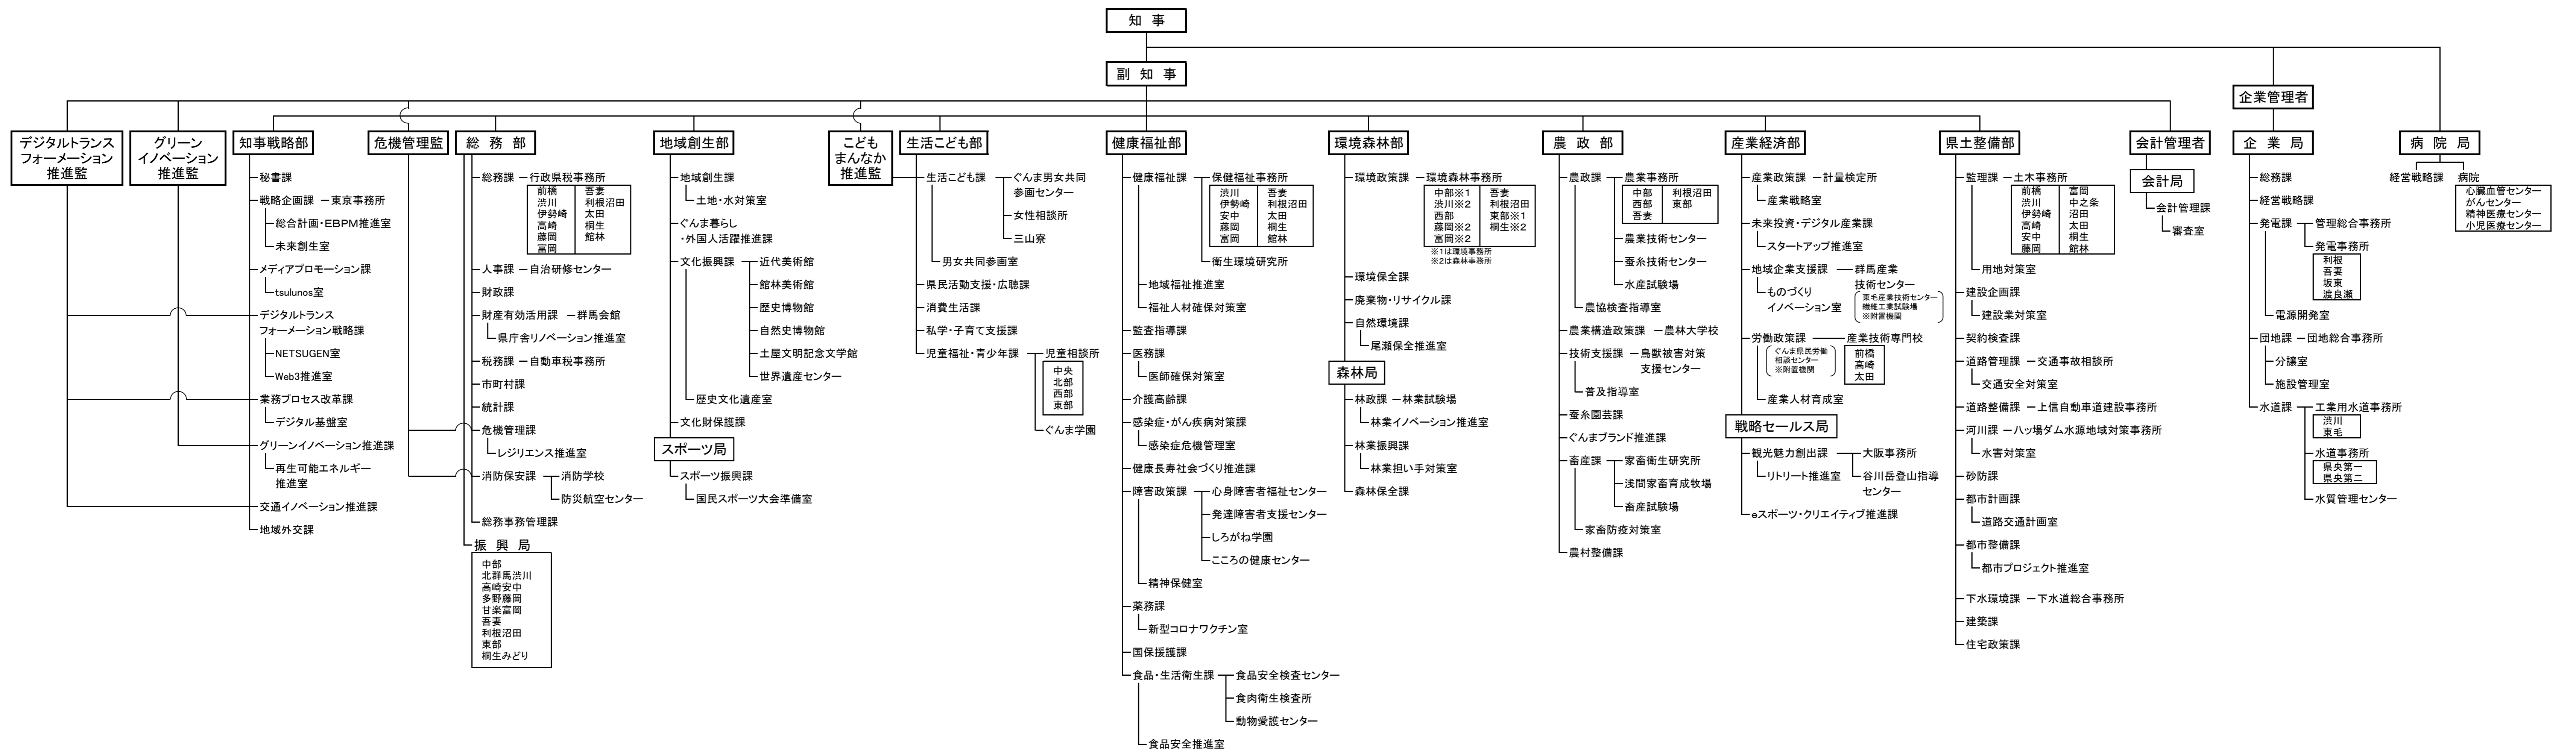 知 事
副 知 事
企業管理者
デジタルトランス
フォーメーション
推進監
グリーン
イノベーション
推進監
知事戦略部
秘書課
戦略企画課
東京事務所
総合計画・EBPM推進室
未来創生室
メディアプロモーション課
tsulunos室
デジタルトランス
フォーメーション戦略課
NETSUGEN室
Web3推進室
業務プロセス改革課
デジタル基盤室
グリーンイノベーション推進課
再生可能エネルギー
推進室
交通イノベーション推進課
地域外交課
危機管理監
総 務 部
総務課
行政県税事務所
前橋
渋川
伊勢崎
高崎
藤岡
富岡
吾妻
利根沼田
太田
桐生
館林
人事課
自治研修センター
財政課
財産有効活用課
群馬会館
県庁舎リノベーション推進室
税務課
自動車税事務所
市町村課
統計課
危機管理課
レジリエンス推進室
消防保安課
消防学校
防災航空センター
総務事務管理課
振 興 局
中部
北群馬渋川
高崎安中
多野藤岡
甘楽富岡
吾妻
利根沼田
東部
桐生みどり
地域創生部
地域創生課
土地・水対策室
ぐんま暮らし
・外国人活躍推進課
文化振興課
近代美術館
館林美術館
歴史博物館
自然史博物館
土屋文明記念文学館
世界遺産センター
歴史文化遺産室
文化財保護課
スポーツ局
スポーツ振興課
国民スポーツ大会準備室
こども
まんなか
推進監
生活こども部
生活こども課
ぐんま男女共同
参画センター
女性相談所
三山寮
男女共同参画室
県民活動支援・広聴課
消費生活課
私学・子育て支援課
児童福祉・青少年課
児童相談所
中央
北部
西部
東部
ぐんま学園
健康福祉部
健康福祉課
保健福祉事務所
渋川
伊勢崎
安中
藤岡
富岡
吾妻
利根沼田
太田
桐生
館林
衛生環境研究所
地域福祉推進室
福祉人材確保対策室
監査指導課
医務課
医師確保対策室
介護高齢課
感染症・がん疾病対策課
感染症危機管理室
健康長寿社会づくり推進課
障害政策課
心身障害者福祉センター
発達障害者支援センター
しろがね学園
こころの健康センター
精神保健室
薬務課
新型コロナワクチン室
国保援護課
食品・生活衛生課
食品安全検査センター
食肉衛生検査所
動物愛護センター
食品安全推進室
環境森林部
環境政策課
環境森林事務所
中部※1
渋川※2
西部
藤岡※2
富岡※2
吾妻
利根沼田
東部※1
桐生※2
※1は環境事務所
※2は森林事務所
環境保全課
廃棄物・リサイクル課
自然環境課
尾瀬保全推進室
森林局
林政課
林業試験場
林業イノベーション推進室
林業振興課
林業担い手対策室
森林保全課
農 政 部
農政課
農業事務所
中部
西部
吾妻
利根沼田
東部
農業技術センター
蚕糸技術センター
水産試験場
農協検査指導室
農業構造政策課
農林大学校
技術支援課
鳥獣被害対策
支援センター
普及指導室
蚕糸園芸課
ぐんまブランド推進課
畜産課
家畜衛生研究所
浅間家畜育成牧場
畜産試験場
家畜防疫対策室
農村整備課
産業経済部
産業政策課
計量検定所
産業戦略室
未来投資・デジタル産業課
スタートアップ推進室
地域企業支援課
群馬産業
技術センター
東毛産業技術センター
繊維工業試験場
※附置機関
ものづくり
イノベーション室
労働政策課
産業技術専門校
ぐんま県民労働
相談センター
※附置機関
前橋
高崎
太田
産業人材育成室
戦略セールス局
観光魅力創出課
大阪事務所
リトリート推進室
谷川岳登山指導
センター
eスポーツ・クリエイティブ推進課
県土整備部
監理課
土木事務所
前橋
渋川
伊勢崎
高崎
安中
藤岡
富岡
中之条
沼田
太田
桐生
館林
用地対策室
建設企画課
建設業対策室
契約検査課
道路管理課
交通事故相談所
交通安全対策室
道路整備課
上信自動車道建設事務所
河川課
八ッ場ダム水源地域対策事務所
水害対策室
砂防課
都市計画課
道路交通計画室
都市整備課
都市プロジェクト推進室
下水環境課
下水道総合事務所
建築課
住宅政策課
会計管理者
会計局
会計管理課
審査室
企 業 局
総務課
経営戦略課
発電課
管理総合事務所
発電事務所
利根
吾妻
坂東
渡良瀬
電源開発室
団地課
団地総合事務所
分譲室
施設管理室
水道課
工業用水道事務所
渋川
東毛
水道事務所
県央第一
県央第二
水質管理センター
病 院 局
経営戦略課
病院
心臓血管センター
がんセンター
精神医療センター
小児医療センター